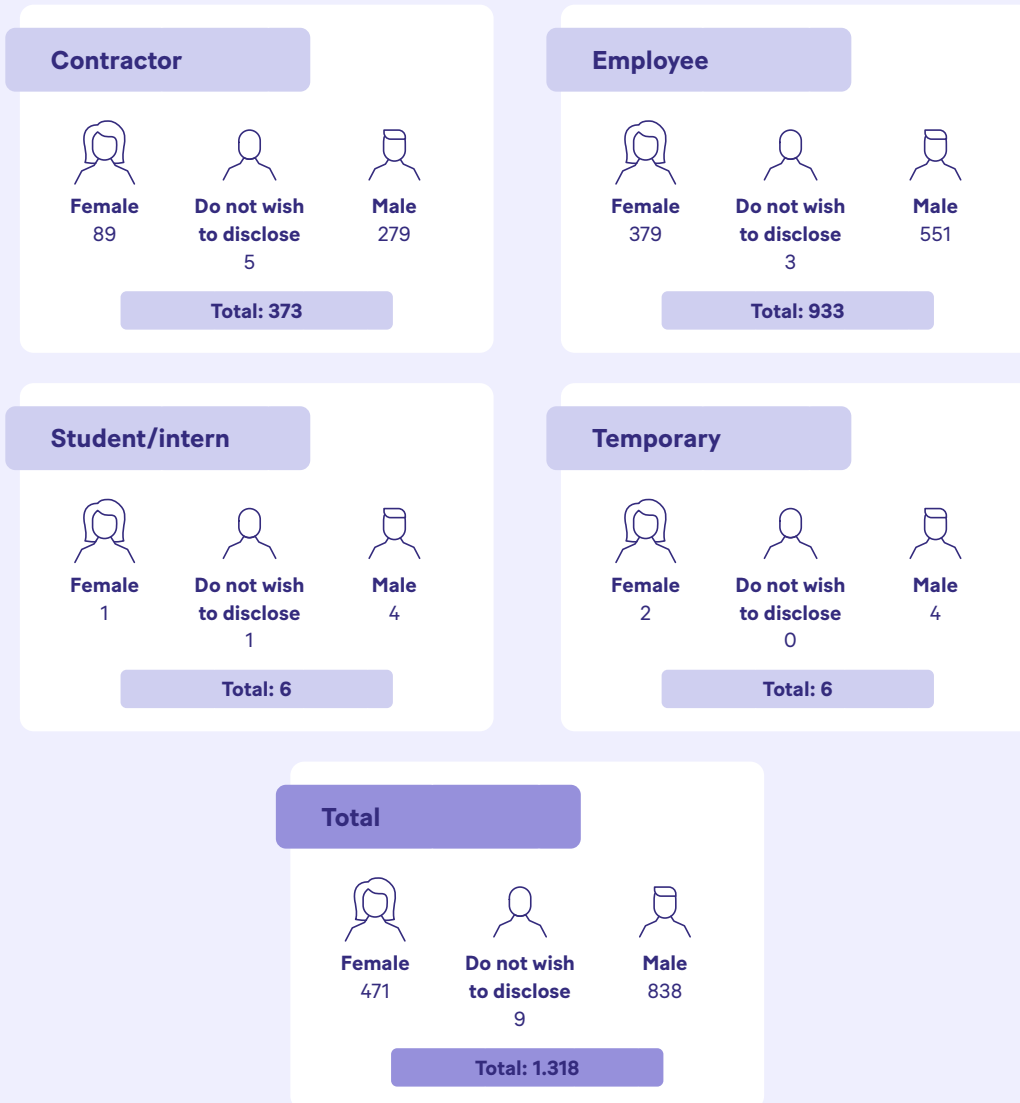 Contractor
Female
89
Do not wish
to disclose
5
Male
279
Total: 373
Employee
Female
379
Do not wish
to disclose
3
Male
551
Total: 933
Student/intern
Female
1
Do not wish
to disclose
1
Male
4
Total: 6
Temporary
Female
2
Do not wish
to disclose
0
Male
4
Total: 6
Total
Female
471
Do not wish
to disclose
9
Male
838
Total: 1.318